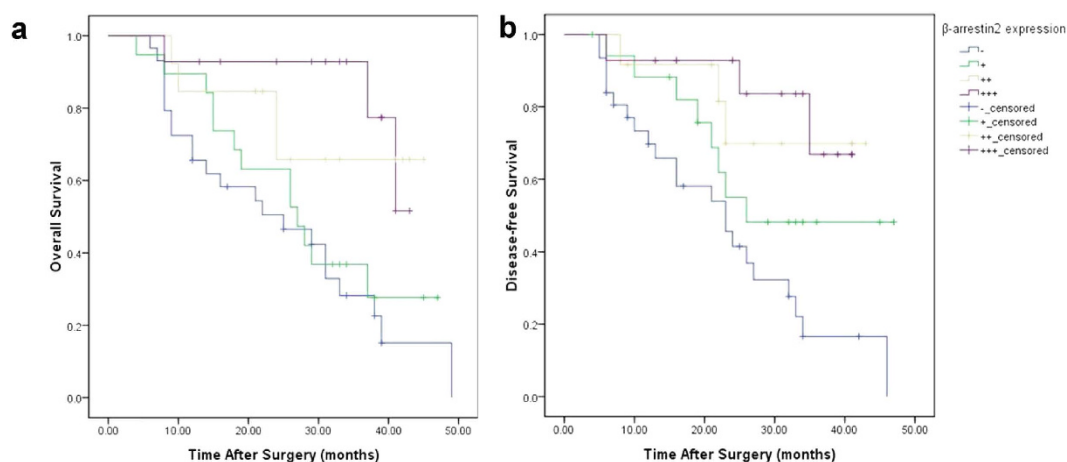 a
Overall Survival
1.0
0.8
0.6
0.4
0.2
0.0
0.00 10.00 20.00 30.00 40.00 50.00
Time After Surgery (months)
b
Disease-free Survival
1.0
0.8
0.6
0.4
0.2
0.0
0.00 10.00 20.00 30.00 40.00 50.00
Time After Surgery (months)
β-arrestin2 expression
-
+
++
+++
-_censored
+_censored
++_censored
+++_censored